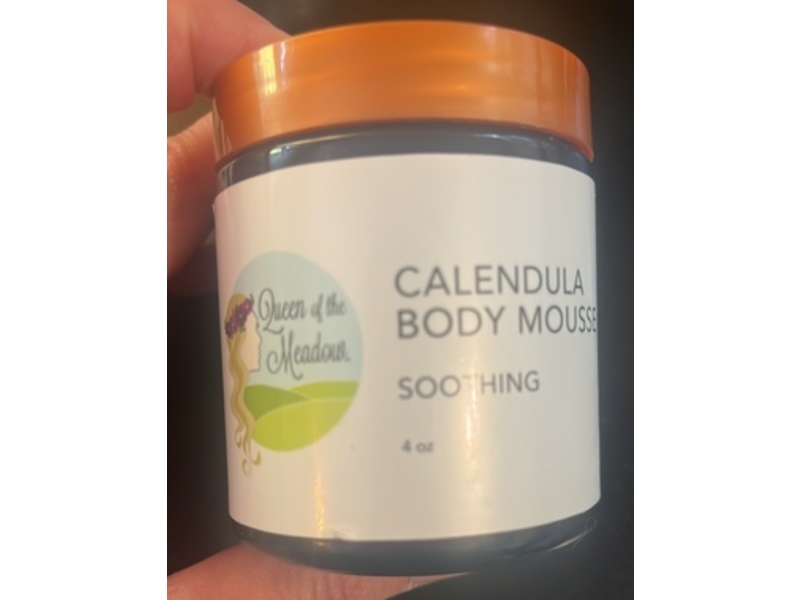 Queen of the
Meadow
CALENDULA
BODY MOUSSE
SOOTHING
4 oz